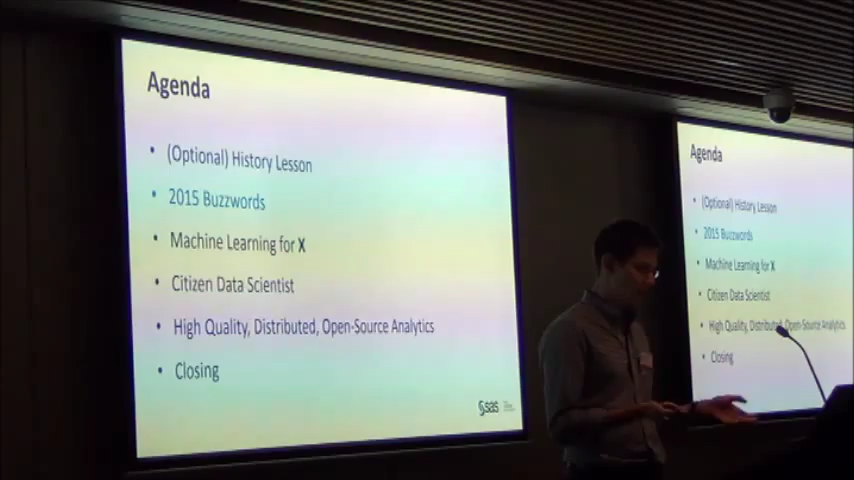 Agenda
• (Optional) History Lesson
• 2015 Buzzwords
• Machine Learning for X
• Citizen Data Scientist
• High Quality, Distributed, Open-Source Analytics
• Closing
sas
Agenda
• (Optional) History Lesson
• 2015 Buzzwords
• Machine Learning for X
• Citizen Data Scientist
• High Quality, Distributed, Open-Source Analytics
• Closing